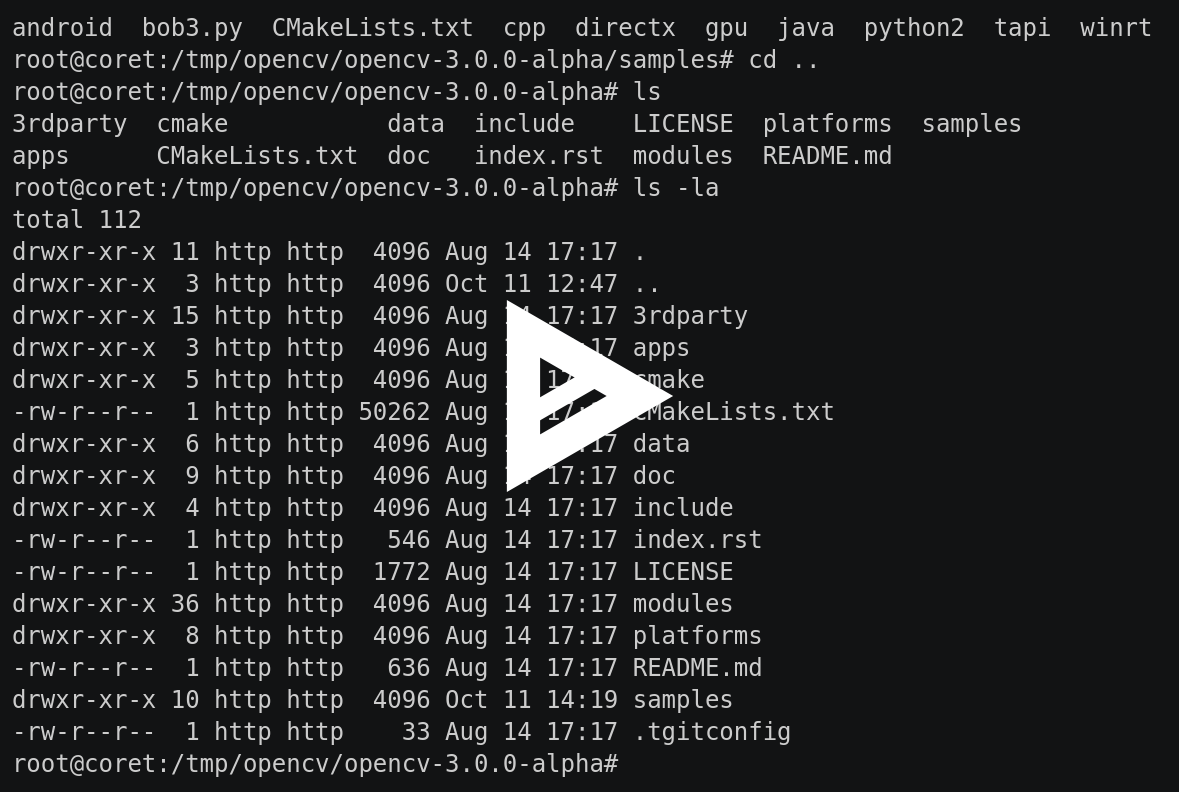 android  bob3.py  CMakeLists.txt  cpp  directx  gpu  java  python2  tapi  winrt
root@coret:/tmp/opencv/opencv-3.0.0-alpha/samples# cd ..
root@coret:/tmp/opencv/opencv-3.0.0-alpha# ls
3rdparty  cmake           data  include    LICENSE  platforms  samples
apps      CMakeLists.txt  doc   index.rst  modules  README.md
root@coret:/tmp/opencv/opencv-3.0.0-alpha# ls -la
total 112
drwxr-xr-x 11 http http  4096 Aug 14 17:17 .
drwxr-xr-x  3 http http  4096 Oct 11 12:47 ..
drwxr-xr-x 15 http http  4096 Aug 17:17 3rdparty
drwxr-xr-x  3 http http  4096 Aug apps
drwxr-xr-x  5 http http  4096 Aug cmake
-rw-r--r--  1 http http 50262 Aug CMakeLists.txt
drwxr-xr-x  6 http http  4096 Aug data
drwxr-xr-x  9 http http  4096 Aug 17:17 doc
drwxr-xr-x  4 http http  4096 Aug 14 17:17 include
-rw-r--r--  1 http http   546 Aug 14 17:17 index.rst
-rw-r--r--  1 http http  1772 Aug 14 17:17 LICENSE
drwxr-xr-x 36 http http  4096 Aug 14 17:17 modules
drwxr-xr-x  8 http http  4096 Aug 14 17:17 platforms
-rw-r--r--  1 http http   636 Aug 14 17:17 README.md
drwxr-xr-x 10 http http  4096 Oct 11 14:19 samples
-rw-r--r--  1 http http    33 Aug 14 17:17 .tgitconfig
root@coret:/tmp/opencv/opencv-3.0.0-alpha#